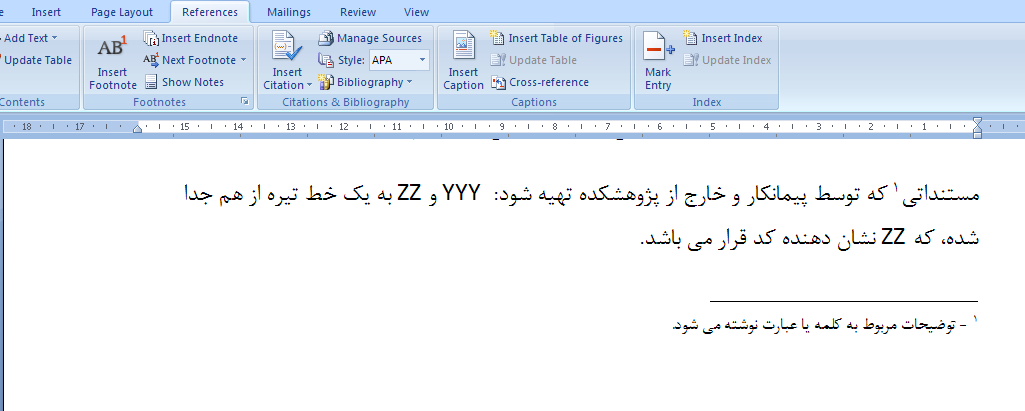 e Insert Page Layout References Mailings Review View
Add Text
Update Table
Contents
AB¹
Insert Footnote
Insert Endnote
AB¹ Next Footnote
Show Notes
Footnotes
Insert Citation
Manage Sources
Style: APA
Bibliography
Citations & Bibliography
Insert Caption
Insert Table of Figures
Update Table
Cross-reference
Captions
Mark Entry
Insert Index
Update Index
Index
18 17 15 14 13 12 11 10 9 8 7 6 5 4 3 2 1
مستنداتی۱ که توسط پیمانکار و خارج از پژوهشکده تهیه شود: YYY و ZZ به یک خط تیره از هم جدا
شده، که ZZ نشان دهنده کد قرار می باشد.
۱ - توضیحات مربوط به کلمه یا عبارت نوشته می شود.